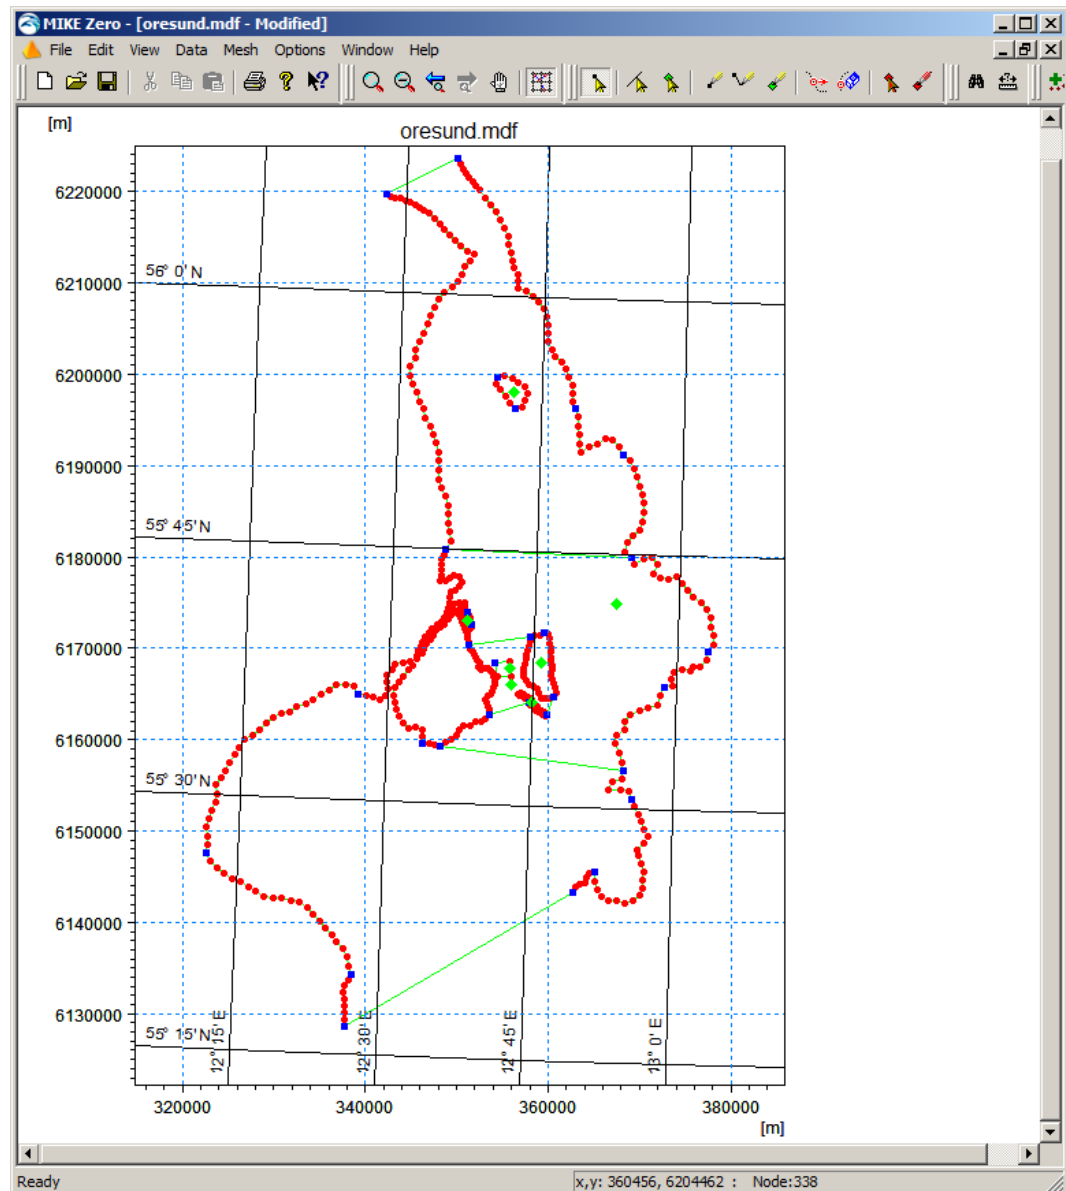 MIKE Zero - [oresund.mdf - Modified]
File Edit View Data Mesh Options Window Help
[m]
oresund.mdf
6220000
56° 0' N
6210000
6200000
6190000
55° 45' N
6180000
6170000
6160000
55° 30' N
6150000
6140000
6130000
55° 15' N
12° 15' E
12° 30' E
12° 45' E
13° 0' E
320000 340000 360000 380000
[m]
Ready x,y: 360456, 6204462 : Node:338